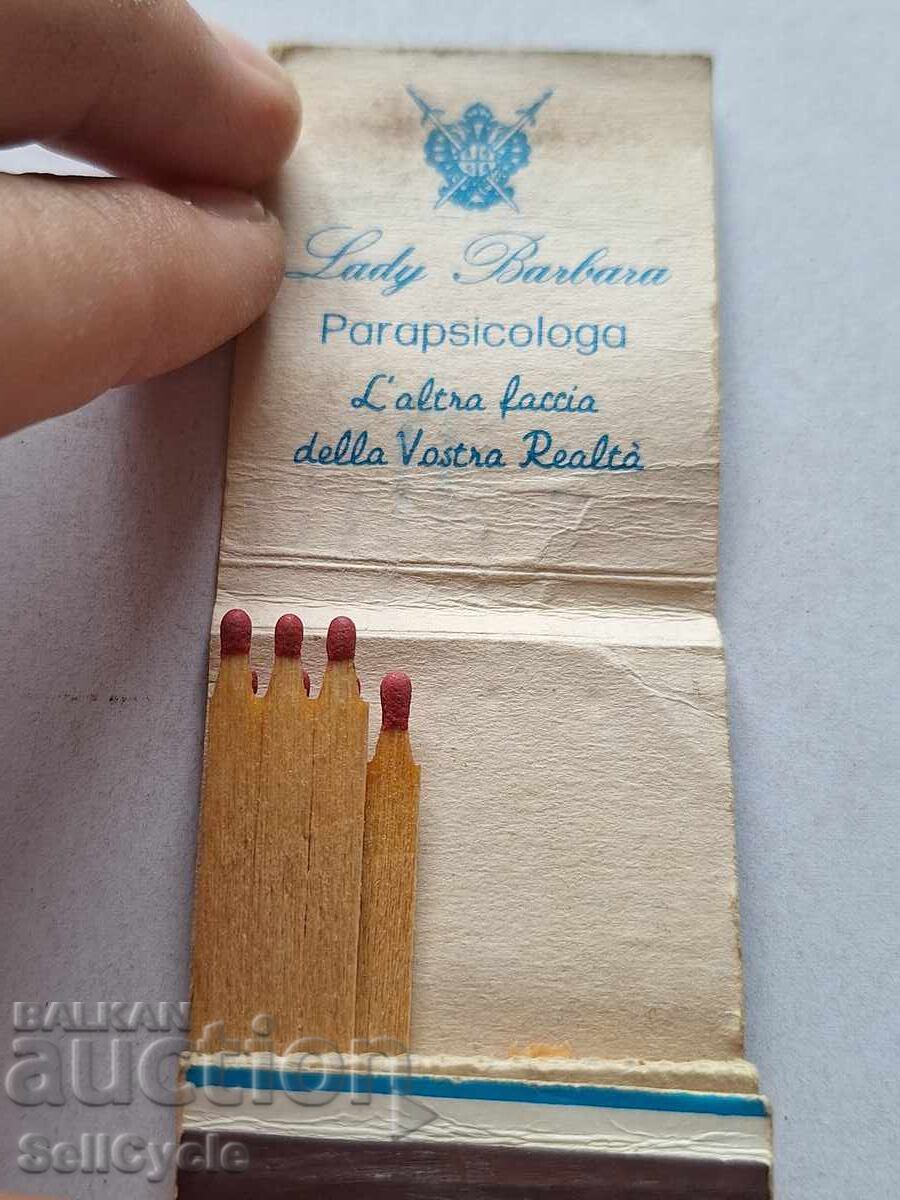 Lady Barbara
Parapsicologa
L'altra faccia
della Vostra Realtà
BALKAN
auction
SellCycle